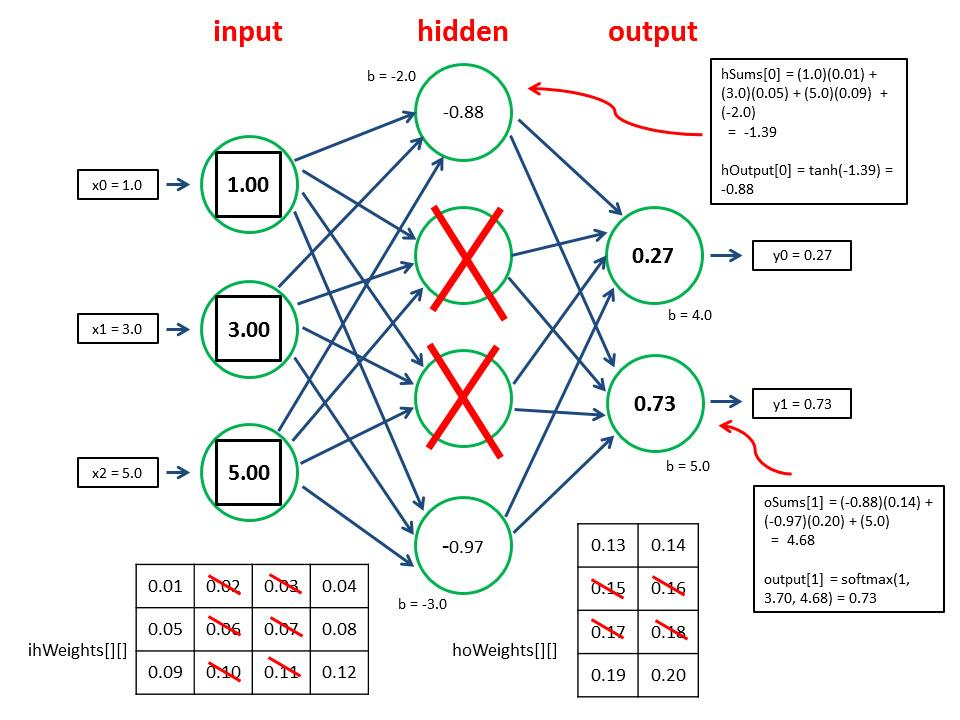 input
hidden
output
b = -2.0
hSums[0] = (1.0)(0.01) +
(3.0)(0.05) + (5.0)(0.09) +
(-2.0)
= -1.39
hOutput[0] = tanh(-1.39) =
-0.88
-0.88
x0 = 1.0
1.00
0.27
y0 = 0.27
b = 4.0
x1 = 3.0
3.00
0.73
y1 = 0.73
b = 5.0
x2 = 5.0
5.00
oSums[1] = (-0.88)(0.14) +
(-0.97)(0.20) + (5.0)
= 4.68
output[1] = softmax(1,
3.70, 4.68) = 0.73
-0.97
b = -3.0
ihWeights[][]
0.01 0.02 0.03 0.04
0.05 0.06 0.07 0.08
0.09 0.10 0.11 0.12
hoWeights[][]
0.13 0.14
0.15 0.16
0.17 0.18
0.19 0.20